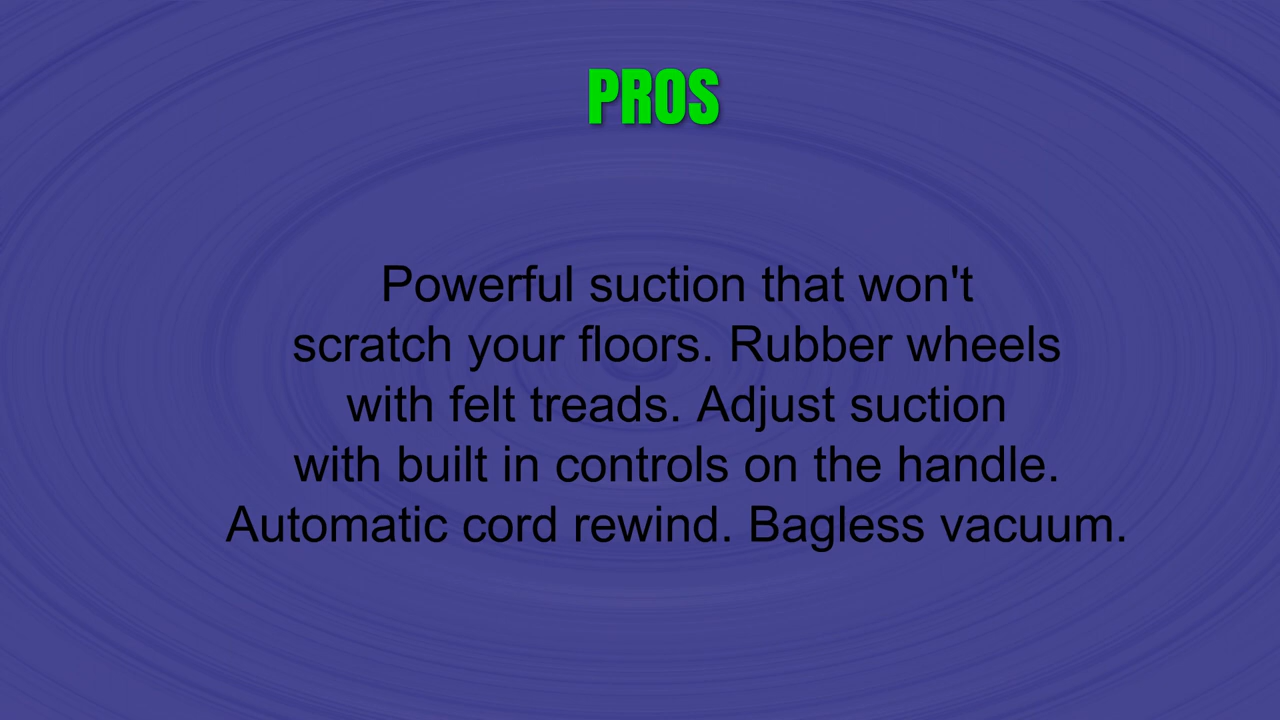 PROS
Powerful suction that won't
scratch your floors. Rubber wheels
with felt treads. Adjust suction
with built in controls on the handle.
Automatic cord rewind. Bagless vacuum.